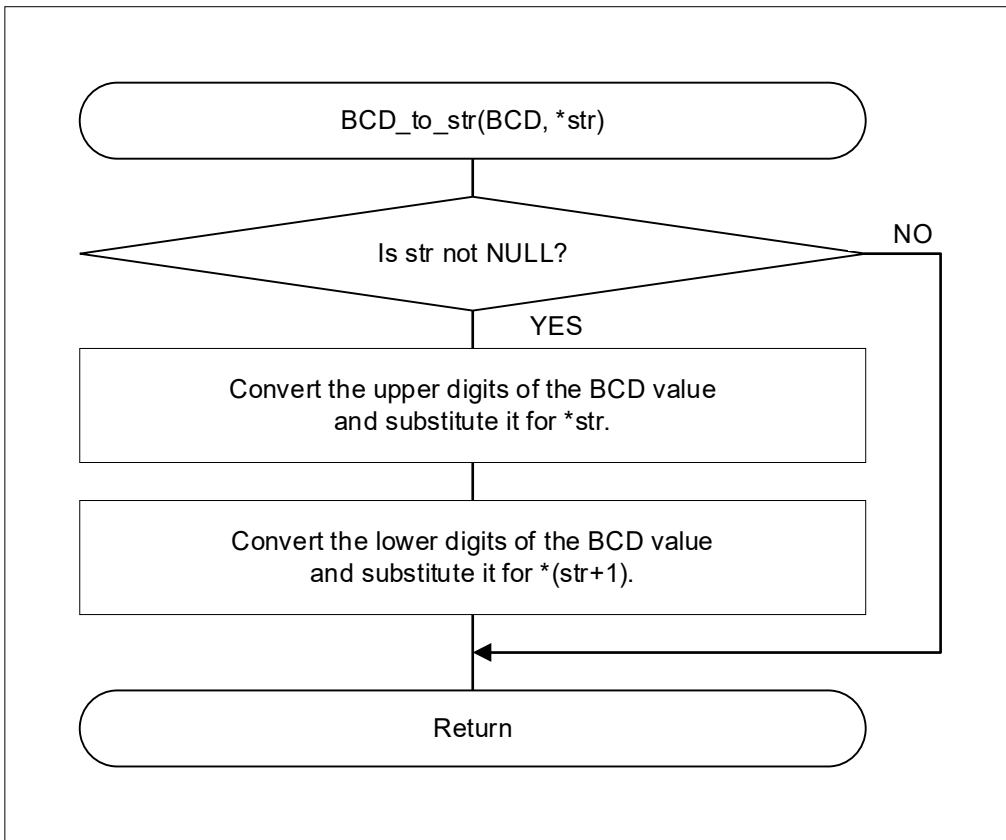 BCD_to_str(BCD, *str)
Is str not NULL?
NO
YES
Convert the upper digits of the BCD value
and substitute it for *str.
Convert the lower digits of the BCD value
and substitute it for *(str+1).
Return